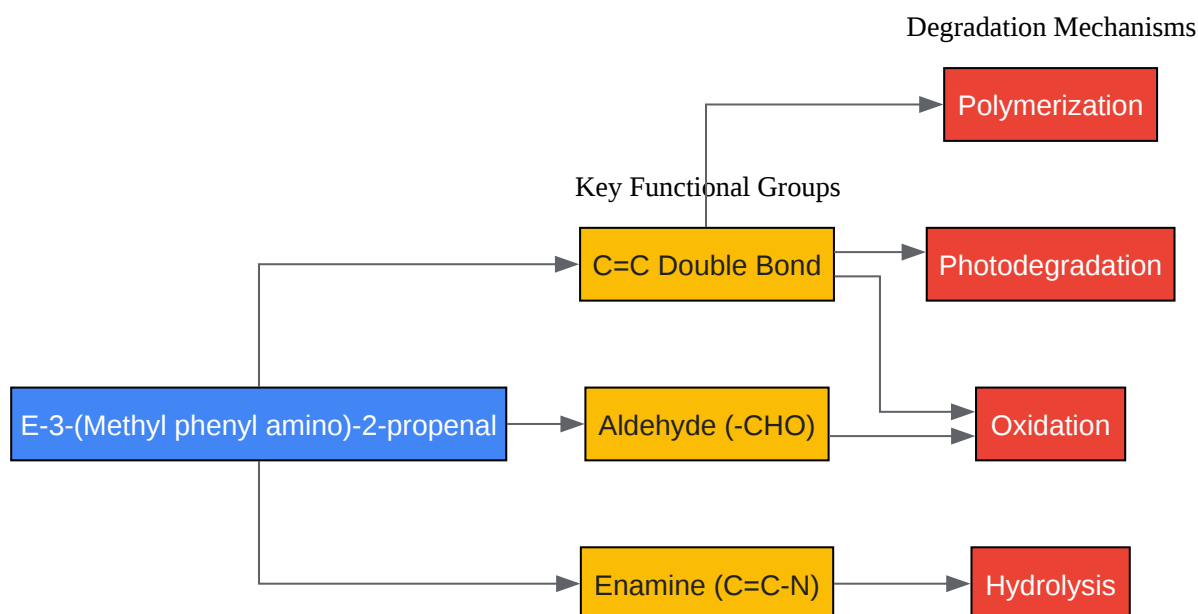 Degradation Mechanisms
Polymerization
Key Functional Groups
C=C Double Bond
Photodegradation
E-3-(Methyl phenyl amino)-2-propenal
Aldehyde (-CHO)
Oxidation
Enamine (C=C-N)
Hydrolysis